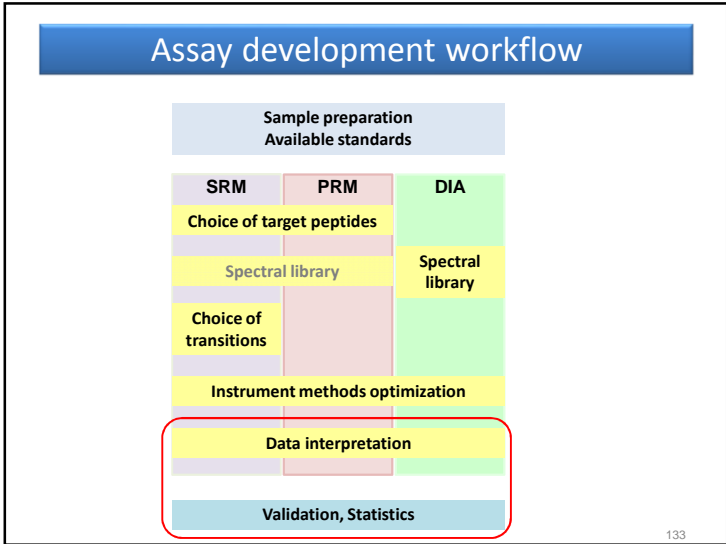 Assay development workflow
Sample preparation
Available standards
SRM PRM DIA
Choice of target peptides
Spectral library
Spectral
library
Choice of
transitions
Instrument methods optimization
Data interpretation
Validation, Statistics
133